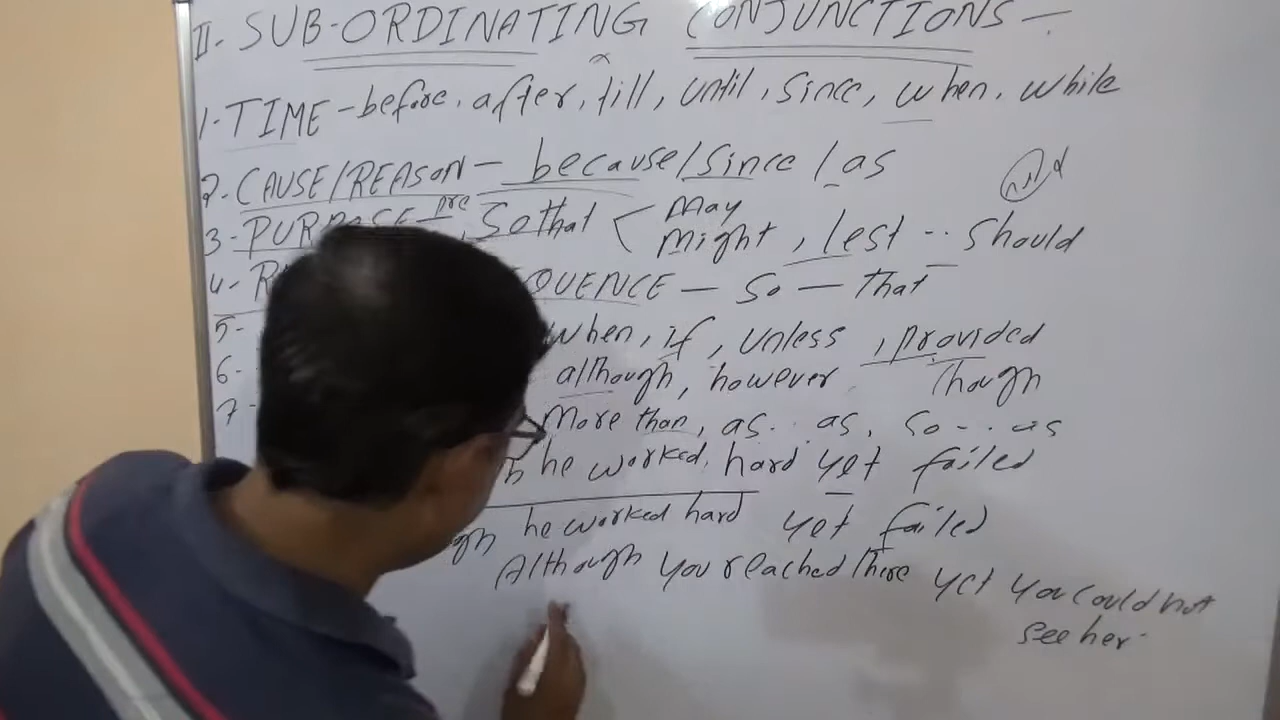 II. SUB-ORDINATING CONJUNCTIONS —
1. TIME - before, after, till, until, since, when, while
2. CAUSE/REASON — because/since/as
3 - PURPOSE - , So that < may might, lest .. should
4 - QUENCE — so — that
5 - when, if, unless, provided
6 - although, however though
7 - more than, as .. as, so .. as
he worked hard yet failed
he worked hard yet failed
Although you reached there yet you could not
see her.